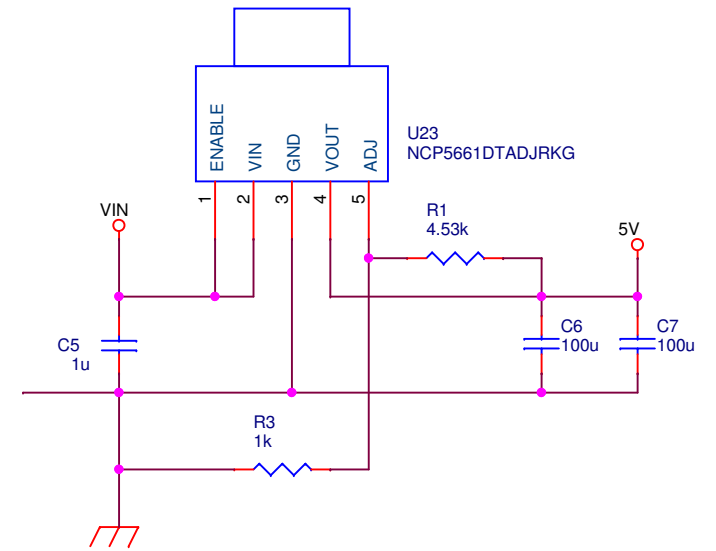 ENABLE
VIN
GND
VOUT
ADJ
U23
NCP5661DTADJRKG
1
2
3
4
5
VIN
R1
4.53k
5V
C5
1u
C6
100u
C7
100u
R3
1k